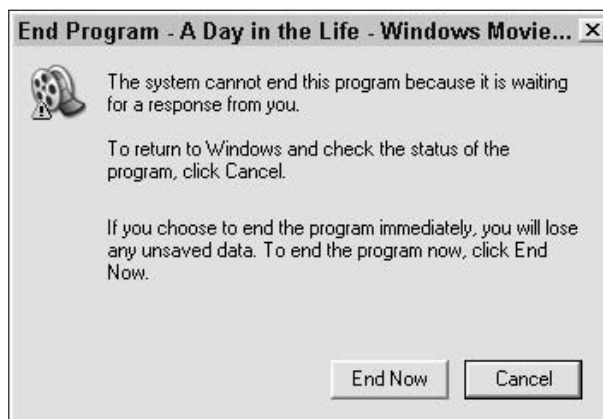 End Program - A Day in the Life - Windows Movie...
The system cannot end this program because it is waiting
for a response from you.
To return to Windows and check the status of the
program, click Cancel.
If you choose to end the program immediately, you will lose
any unsaved data. To end the program now, click End
Now.
End Now
Cancel